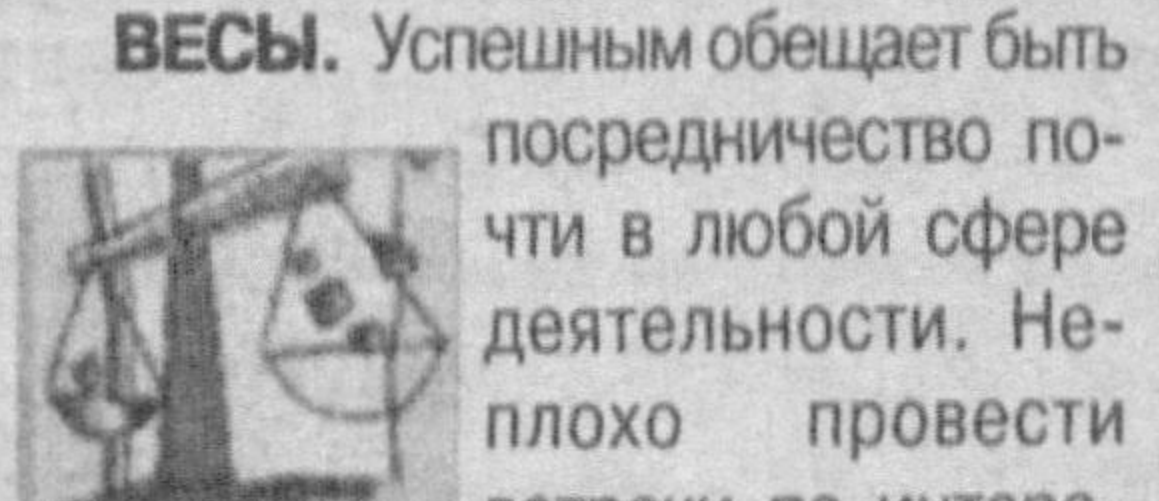 ВЕСЫ. Успешным обещает быть
посредничество по-
чти в любой сфере
деятельности. Не-
плохо провести